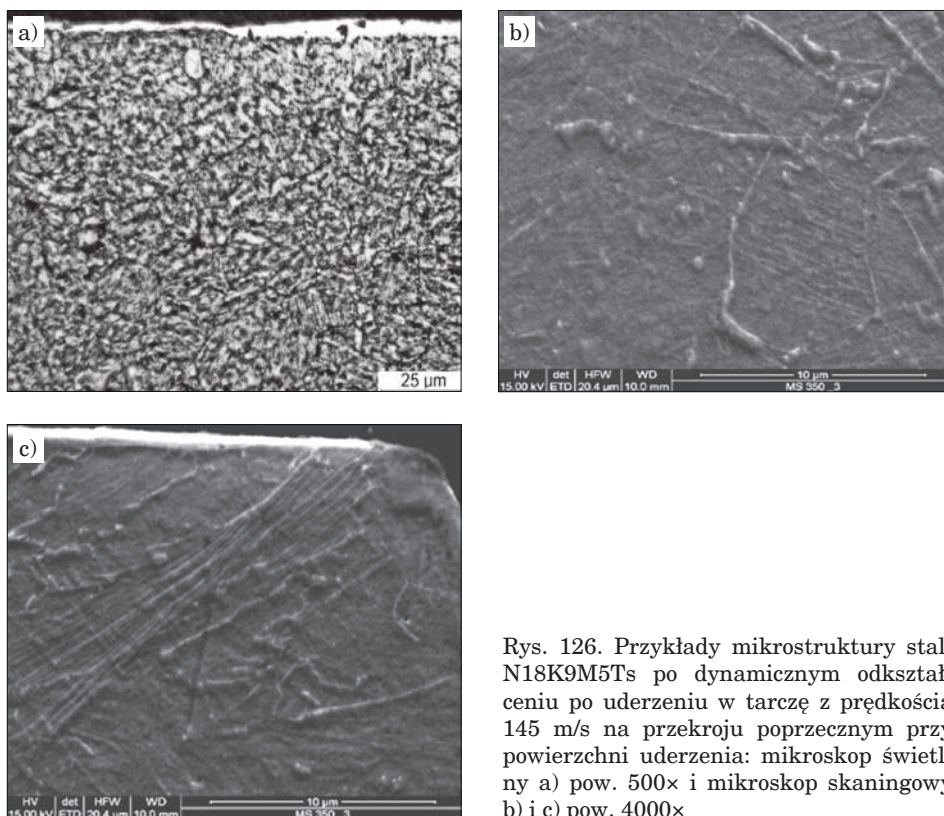 a)
25 µm
b)
HV det HFW WD 10 µm
15.00 kV ETD 20.4 µm 10.0 mm MS 350_3
c)
HV det HFW WD 10 µm
15.00 kV ETD 20.4 µm 10.0 mm MS 350_3
Rys. 126. Przykłady mikrostruktury stal
N18K9M5Ts po dynamicznym odkształ
ceniu po uderzeniu w tarczę z prędkością
145 m/s na przekroju poprzecznym przy
powierzchni uderzenia: mikroskop świetl
ny a) pow. 500× i mikroskop skaningowy
b) i c) pow. 4000×